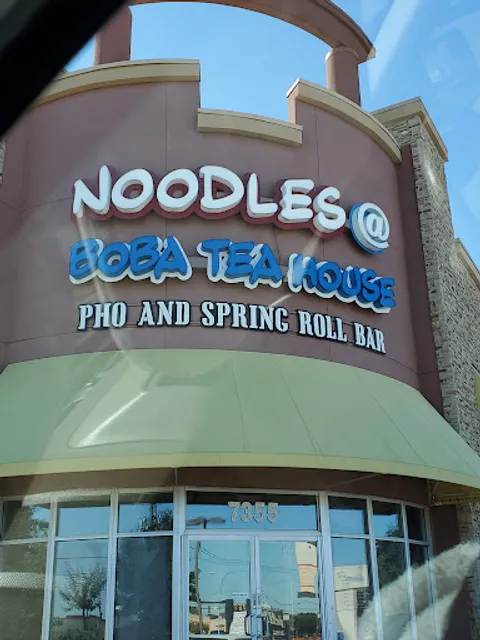 NOODLES @
BOBA TEA HOUSE
PHO AND SPRING ROLL BAR
7355